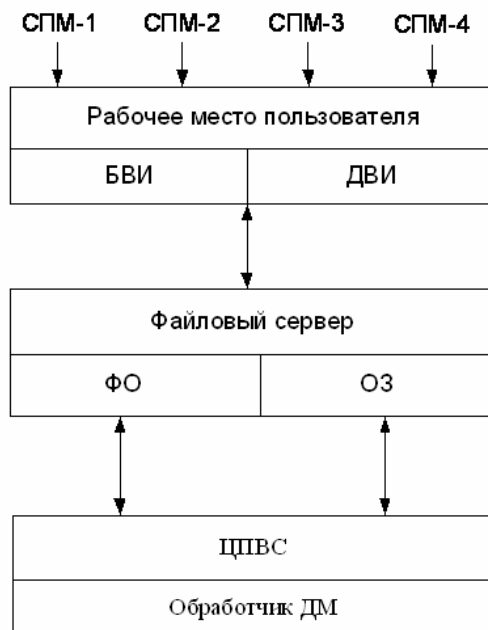 СПМ-1 СПМ-2 СПМ-3 СПМ-4
Рабочее место пользователя
БВИ ДВИ
Файловый сервер
ФО ОЗ
ЦПВС
Обработчик ДМ